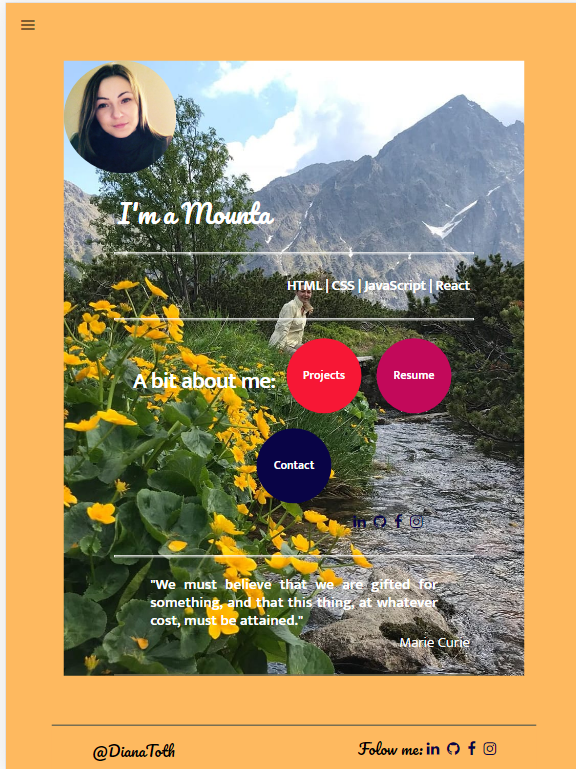 I'm a Mounta
HTML | CSS | JavaScript | React
A bit about me:
Projects
Resume
Contact
"We must believe that we are gifted for
something, and that this thing, at whatever
cost, must be attained."
Marie Curie
@DianaToth
Folow me: